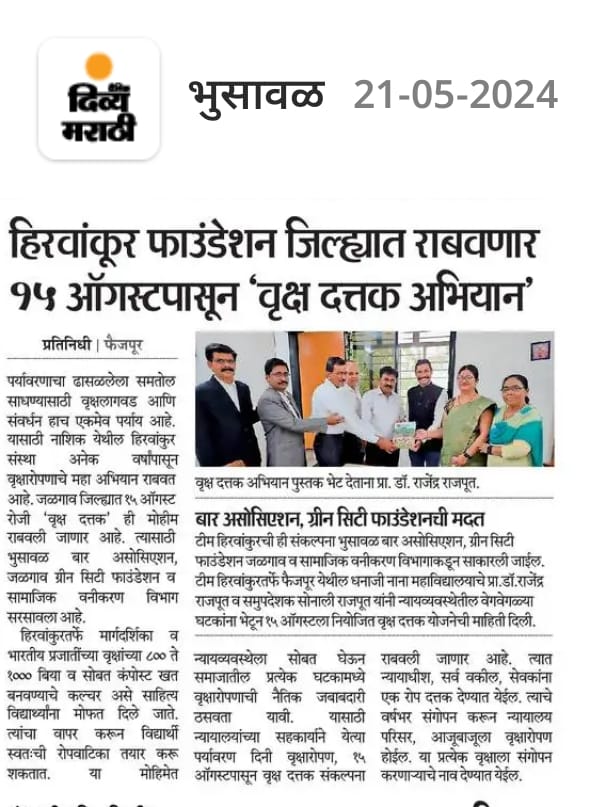 दैनिक
दिव्य
मराठी
भुसावळ 21-05-2024
हिरवांकूर फाउंडेशन जिल्ह्यात राबवणार
१५ ऑगस्टपासून ‘वृक्ष दत्तक अभियान’
प्रतिनिधी | फैजपूर
पर्यावरणाचा ढासळलेला समतोल
साधण्यासाठी वृक्षलागवड आणि
संवर्धन हाच एकमेव पर्याय आहे.
यासाठी नाशिक येथील हिरवांकुर
संस्था अनेक वर्षांपासून
वृक्षारोपणाचे महा अभियान राबवत
आहे. जळगाव जिल्ह्यात १५ ऑगस्ट
रोजी ‘वृक्ष दत्तक’ ही मोहीम
राबवली जाणार आहे. त्यासाठी
भुसावळ बार असोसिएशन,
जळगाव ग्रीन सिटी फाउंडेशन व
सामाजिक वनीकरण विभाग
सरसावला आहे.
हिरवांकुरतर्फे मार्गदर्शिका व
भारतीय प्रजातींच्या वृक्षांच्या ८०० ते
१००० बिया व सोबत कंपोस्ट खत
बनवण्याचे कल्चर असे साहित्य
विद्यार्थ्यांना मोफत दिले जाते.
त्यांचा वापर करून विद्यार्थी
स्वतःची रोपवाटिका तयार करू
शकतात. या मोहिमेत
वृक्ष दत्तक अभियान पुस्तक भेट देताना प्रा. डॉ. राजेंद्र राजपूत.
बार असोसिएशन, ग्रीन सिटी फाउंडेशनची मदत
टीम हिरवांकुरची ही संकल्पना भुसावळ बार असोसिएशन, ग्रीन सिटी
फाउंडेशन जळगाव व सामाजिक वनीकरण विभागाकडून साकारली जाईल.
टीम हिरवांकुरतर्फे फैजपूर येथील धनाजी नाना महाविद्यालयाचे प्रा.डॉ.राजेंद्र
राजपूत व समुपदेशक सोनाली राजपूत यांनी न्यायव्यवस्थेतील वेगवेगळ्या
घटकांना भेटून १५ ऑगस्टला नियोजित वृक्ष दत्तक योजनेची माहिती दिली.
न्यायव्यवस्थेला सोबत घेऊन
समाजातील प्रत्येक घटकामध्ये
वृक्षारोपणाची नैतिक जबाबदारी
ठसवता यावी. यासाठी
न्यायालयांच्या सहकार्याने येत्या
पर्यावरण दिनी वृक्षारोपण, १५
ऑगस्टपासून वृक्ष दत्तक संकल्पना
राबवली जाणार आहे. त्यात
न्यायाधीश, सर्व वकील, सेवकांना
एक रोप दत्तक देण्यात येईल. त्याचे
वर्षभर संगोपन करून न्यायालय
परिसर, आजूबाजूला वृक्षारोपण
होईल. या प्रत्येक वृक्षाला संगोपन
करणाऱ्याचे नाव देण्यात येईल.